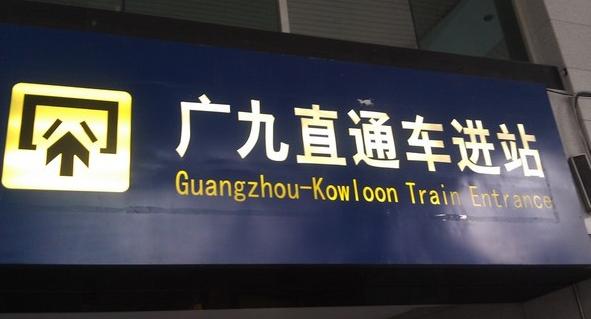 广九直通车进站
Guangzhou-Kowloon Train Entrance